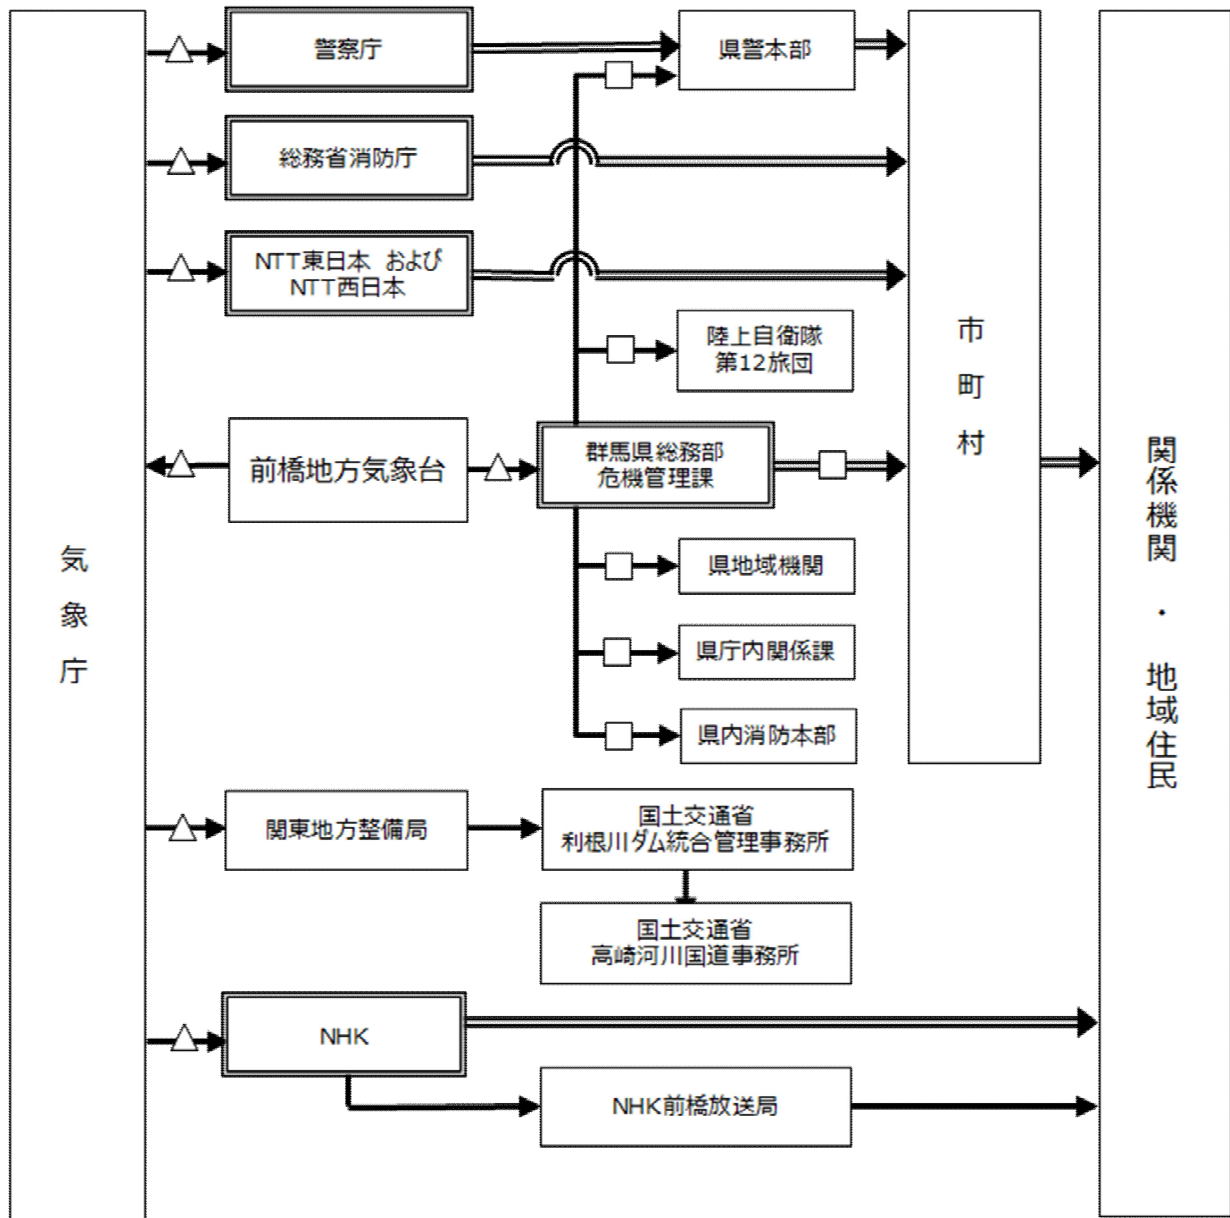 気象庁
警察庁
県警本部
総務省消防庁
NTT東日本 および
NTT西日本
陸上自衛隊
第12旅団
前橋地方気象台
群馬県総務部
危機管理課
県地域機関
県庁内関係課
県内消防本部
市町村
関係機関・地域住民
関東地方整備局
国土交通省
利根川ダム統合管理事務所
国土交通省
高崎河川国道事務所
NHK
NHK前橋放送局